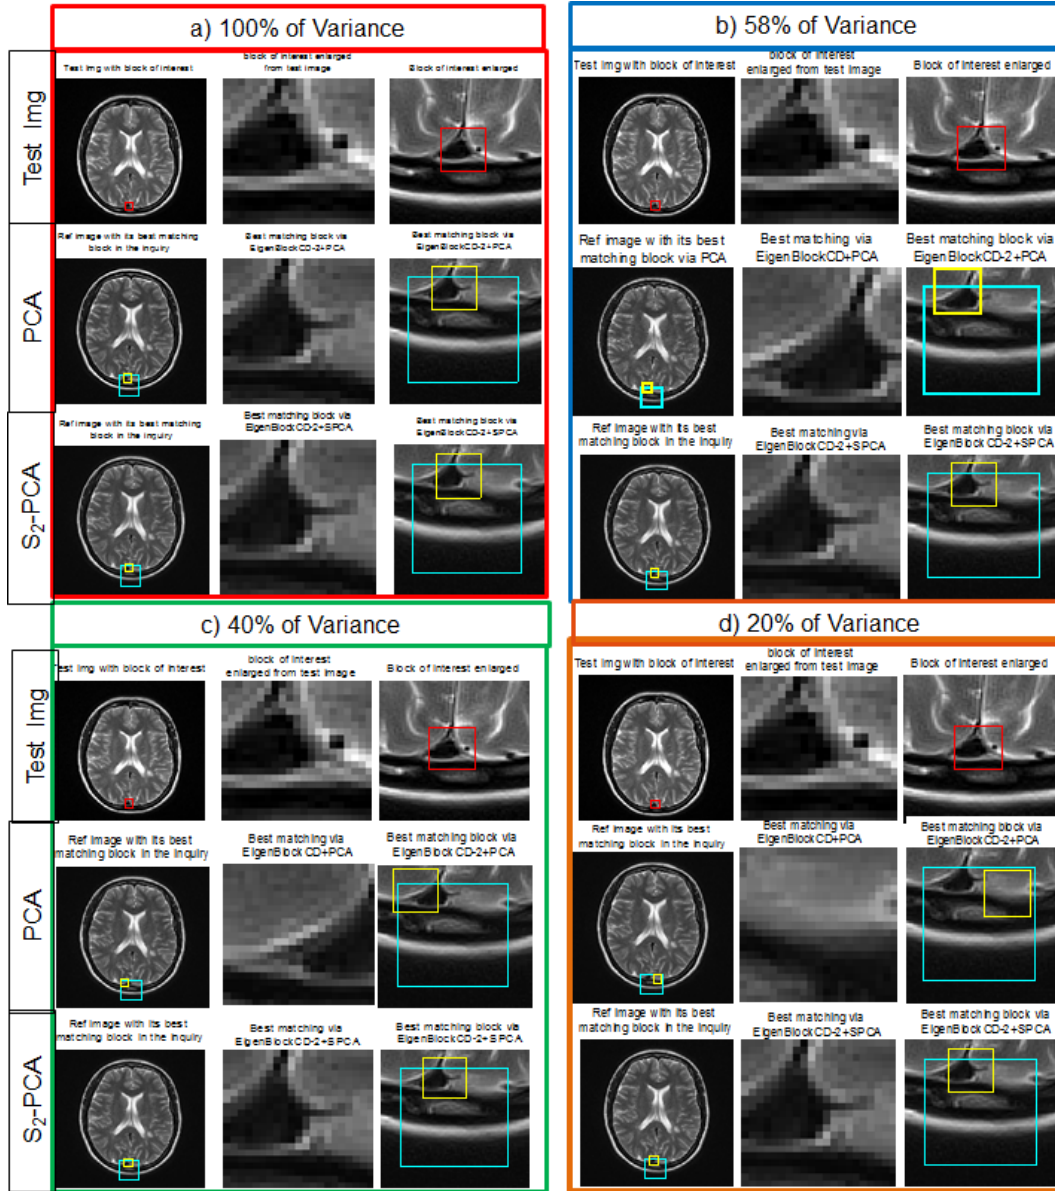 a) 100% of Variance
Test Img
Test Img with block of interest
block of interest enlarged
from test image
Block of interest enlarged
PCA
Ref image with its best matching
block in the inquiry
Best matching block via
EigenBlockCD-2+PCA
Best matching block via
EigenBlockCD-2+PCA
S₂-PCA
Ref image with its best matching
block in the inquiry
Best matching block via
EigenBlockCD-2+SPCA
Best matching block via
EigenBlockCD-2+SPCA
b) 58% of Variance
Test Img with block of interest
block of interest
enlarged from test image
Block of interest enlarged
Ref image with its best
matching block via PCA
Best matching via
EigenBlockCD+PCA
Best matching block via
EigenBlockCD-2+PCA
Ref image with its best
matching block in the inquiry
Best matching via
EigenBlockCD-2+SPCA
Best matching block via
EigenBlockCD-2+SPCA
c) 40% of Variance
Test Img
Test Img with block of interest
block of interest
enlarged from test image
Block of interest enlarged
PCA
Ref image with its best
matching block in the inquiry
Best matching via
EigenBlockCD+PCA
Best matching block via
EigenBlockCD-2+PCA
S₂-PCA
Ref image with its best
matching block in the inquiry
Best matching via
EigenBlockCD-2+SPCA
Best matching block via
EigenBlockCD-2+SPCA
d) 20% of Variance
Test Img with block of interest
block of interest
enlarged from test image
Block of interest enlarged
Ref image with its best
matching block in the inquiry
Best matching via
EigenBlockCD+PCA
Best matching block via
EigenBlockCD-2+PCA
Ref image with its best
matching block in the inquiry
Best matching via
EigenBlockCD-2+SPCA
Best matching block via
EigenBlockCD-2+SPCA